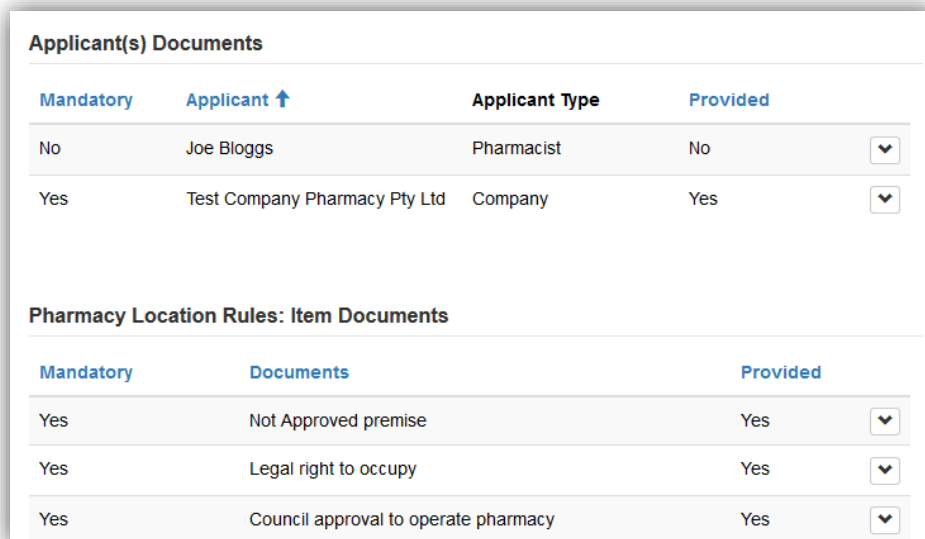 Applicant(s) Documents
Mandatory Applicant Applicant Type Provided
No Joe Bloggs Pharmacist No
Yes Test Company Pharmacy Pty Ltd Company Yes
Pharmacy Location Rules: Item Documents
Mandatory Documents Provided
Yes Not Approved premise Yes
Yes Legal right to occupy Yes
Yes Council approval to operate pharmacy Yes